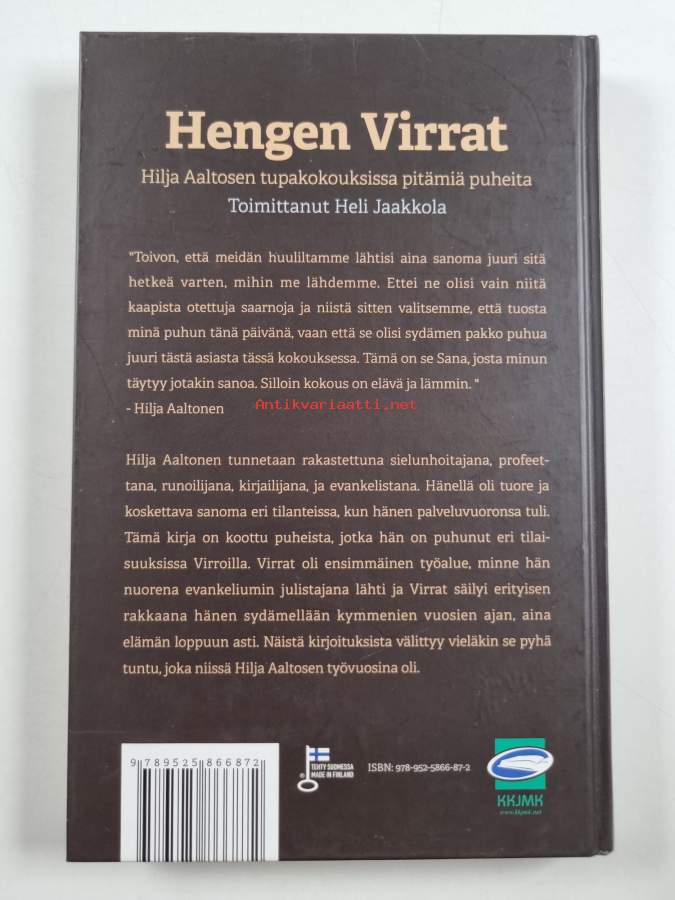 Hengen Virrat
Hilja Aaltosen tupakokouksissa pitämiä puheita
Toimittanut Heli Jaakkola
"Toivon, että meidän huuliltamme lähtisi aina sanoma juuri sitä
hetkeä varten, mihin me lähdemme. Ettei ne olisi vain niitä
kaapista otettuja saarnoja ja niistä sitten valitsemme, että tuosta
minä puhun tänä päivänä, vaan että se olisi sydämen pakko puhua
juuri tästä asiasta tässä kokouksessa. Tämä on se Sana, josta minun
täytyy jotakin sanoa. Silloin kokous on elävä ja lämmin. "
- Hilja Aaltonen
Antikvariaatti.net
Hilja Aaltonen tunnetaan rakastettuna sielunhoitajana, profeet-
tana, runoilijana, kirjailijana, ja evankelistana. Hänellä oli tuore ja
koskettava sanoma eri tilanteissa, kun hänen palveluvuoronsa tuli.
Tämä kirja on koottu puheista, jotka hän on puhunut eri tilai-
suuksissa Virroilla. Virrat oli ensimmäinen työalue, minne hän
nuorena evankeliumin julistajana lähti ja Virrat säilyi erityisen
rakkaana hänen sydämellään kymmenien vuosien ajan, aina
elämän loppuun asti. Näistä kirjoituksista välittyy vieläkin se pyhä
tuntu, joka niissä Hilja Aaltosen työvuosina oli.
9 789525 866872
TEHTY SUOMESSA
MADE IN FINLAND
ISBN: 978-952-5866-87-2
KKJMK
www.kkjmk.net